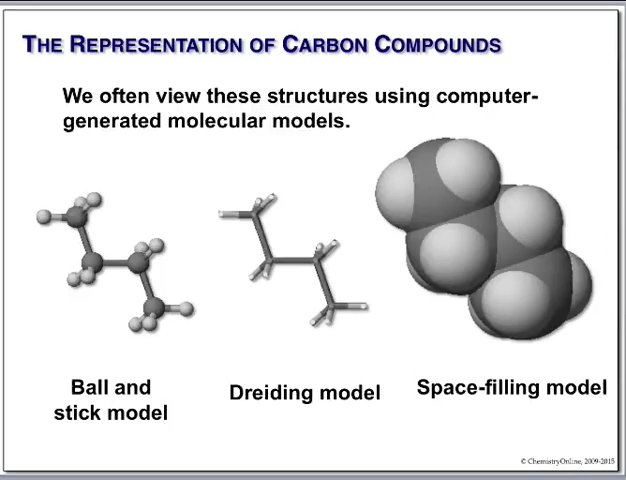 THE REPRESENTATION OF CARBON COMPOUNDS
We often view these structures using computer-
generated molecular models.
Ball and
stick model
Dreiding model
Space-filling model
© ChemistryOnline, 2009-2015